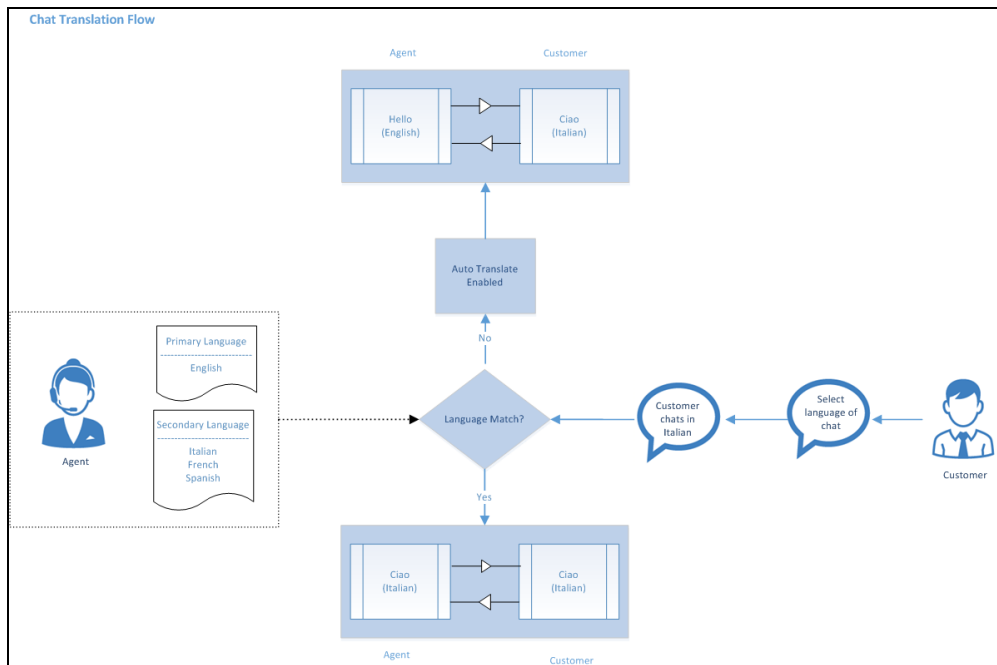 Chat Translation Flow
Agent
Customer
Hello
(English)
Ciao
(Italian)
Auto Translate
Enabled
No
Primary Language
English
Secondary Language
Italian
French
Spanish
Agent
Language Match?
Customer
chats in
Italian
Select
language of
chat
Customer
Yes
Ciao
(Italian)
Ciao
(Italian)
Agent
Customer